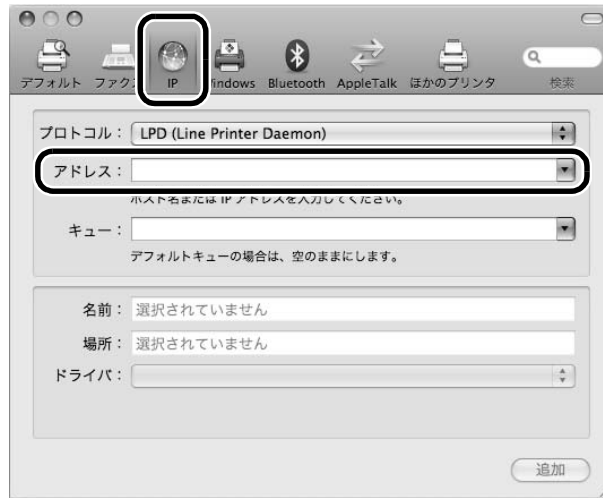 デフォルト ファクス IP Windows Bluetooth AppleTalk ほかのプリンタ 検索
プロトコル： LPD (Line Printer Daemon)
アドレス：
ホスト名または IP アドレスを入力してください。
キュー：
デフォルトキューの場合は、空のままにします。
名前： 選択されていません
場所： 選択されていません
ドライバ：
追加